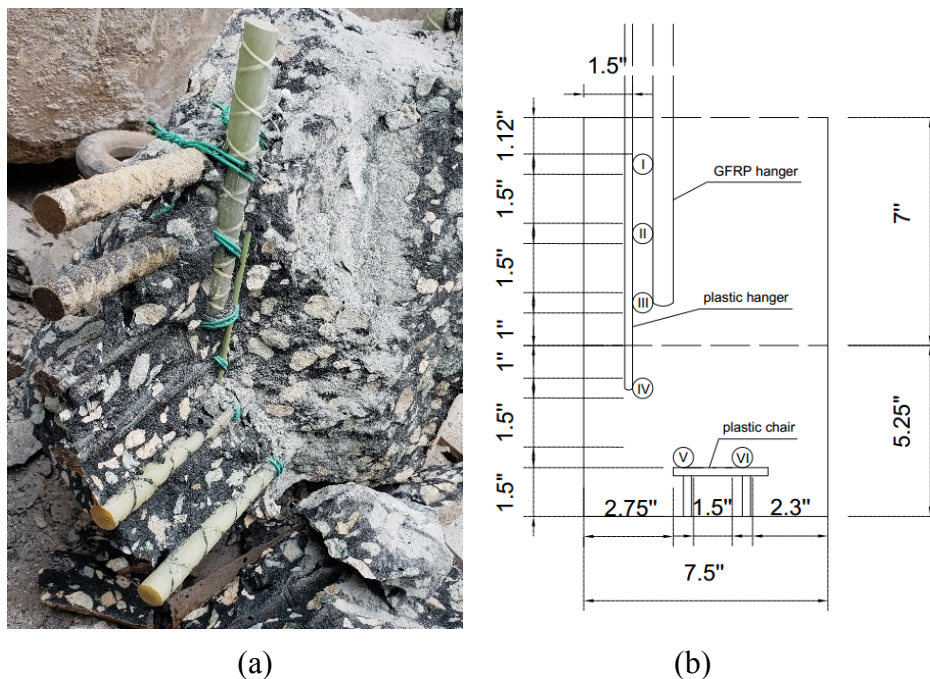 1.5"
1.12"
1.5"
1.5"
1"
1"
1.5"
1.5"
I
II
III
IV
V
VI
GFRP hanger
plastic hanger
plastic chair
7"
5.25"
2.75"
1.5"
2.3"
7.5"
(a)
(b)